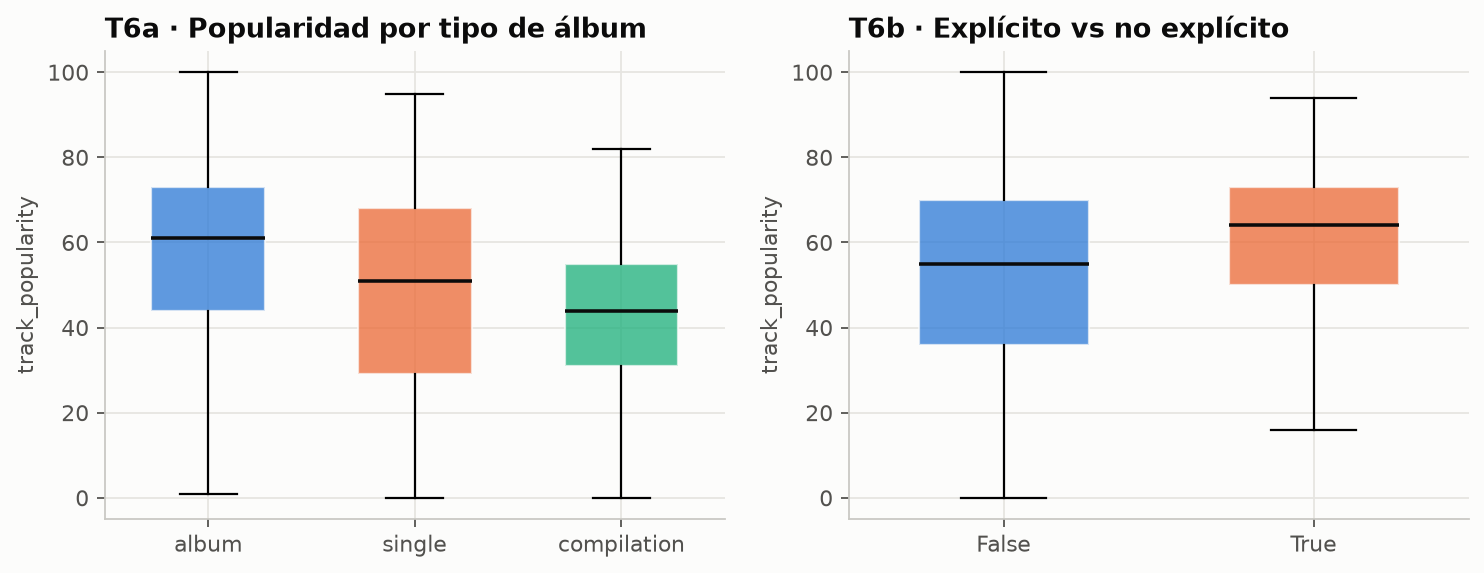 T6a · Popularidad por tipo de álbum
track_popularity
100
80
60
40
20
0
album single compilation
T6b · Explícito vs no explícito
track_popularity
100
80
60
40
20
0
False True